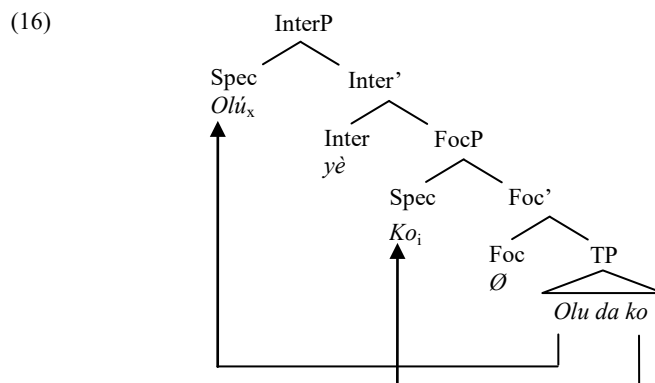 (16) InterP
Spec Inter’
Olúₓ
Inter FocP
yè
Spec Foc’
Koᵢ
Foc TP
Ø
Olu da ko